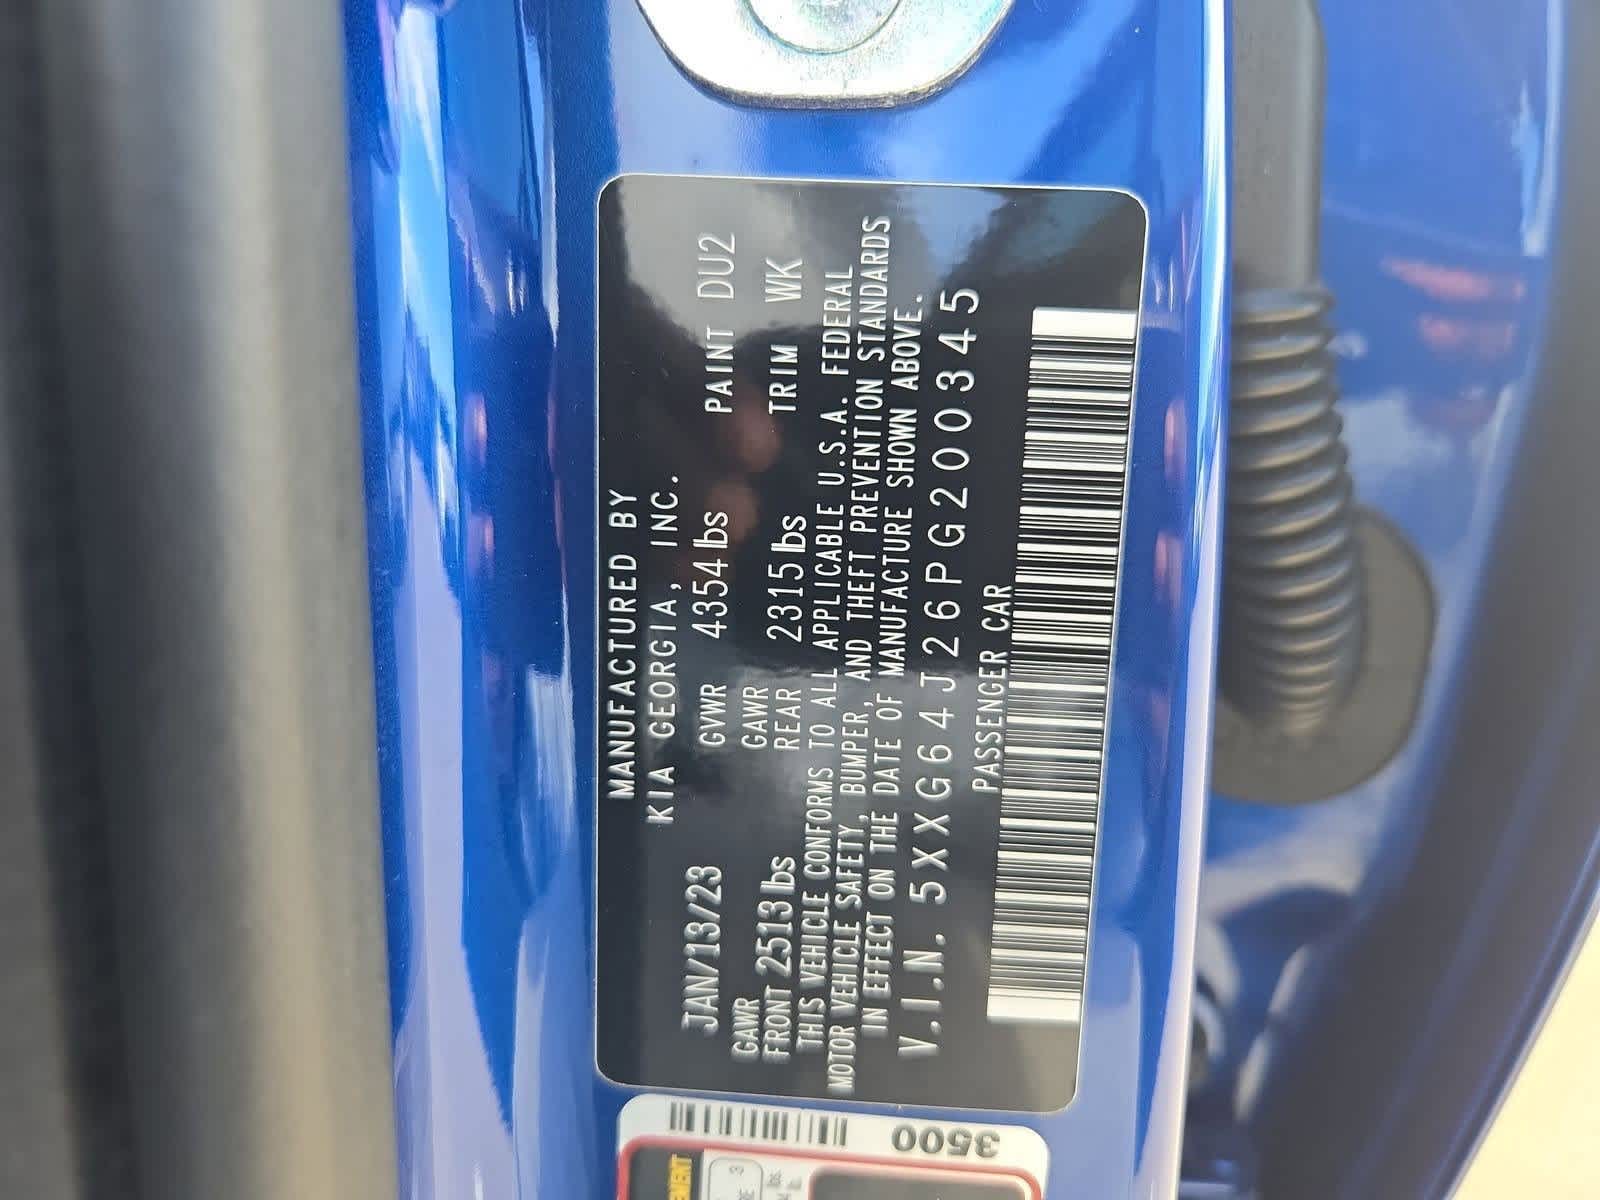 MANUFACTURED BY
KIA GEORGIA, INC.
JAN/13/23 GVWR 4354 lbs PAINT DU2
GAWR GAWR
FRONT 2513 lbs REAR 2315 lbs TRIM WK
THIS VEHICLE CONFORMS TO ALL APPLICABLE U.S.A. FEDERAL
MOTOR VEHICLE SAFETY, BUMPER, AND THEFT PREVENTION STANDARDS
IN EFFECT ON THE DATE OF MANUFACTURE SHOWN ABOVE.
V.I.N. 5XXG64J26PG200345
PASSENGER CAR
3500